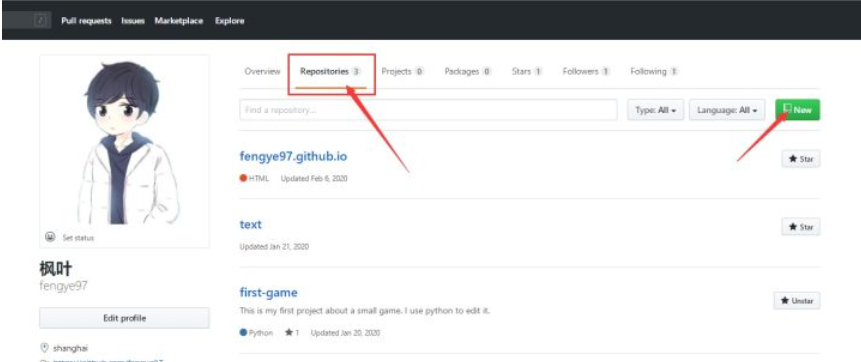 / Pull requests Issues Marketplace Explore
Overview Repositories 3 Projects 0 Packages 0 Stars 1 Followers 1 Following 1
Find a repository... Type: All Language: All New
fengye97.github.io
Star
HTML Updated Feb 6, 2020
text
Star
Updated Jan 21, 2020
Set status
枫叶
fengye97
first-game
Unstar
This is my first project about a small game. I use python to edit it.
Edit profile
Python 1 Updated Jan 20, 2020
shanghai